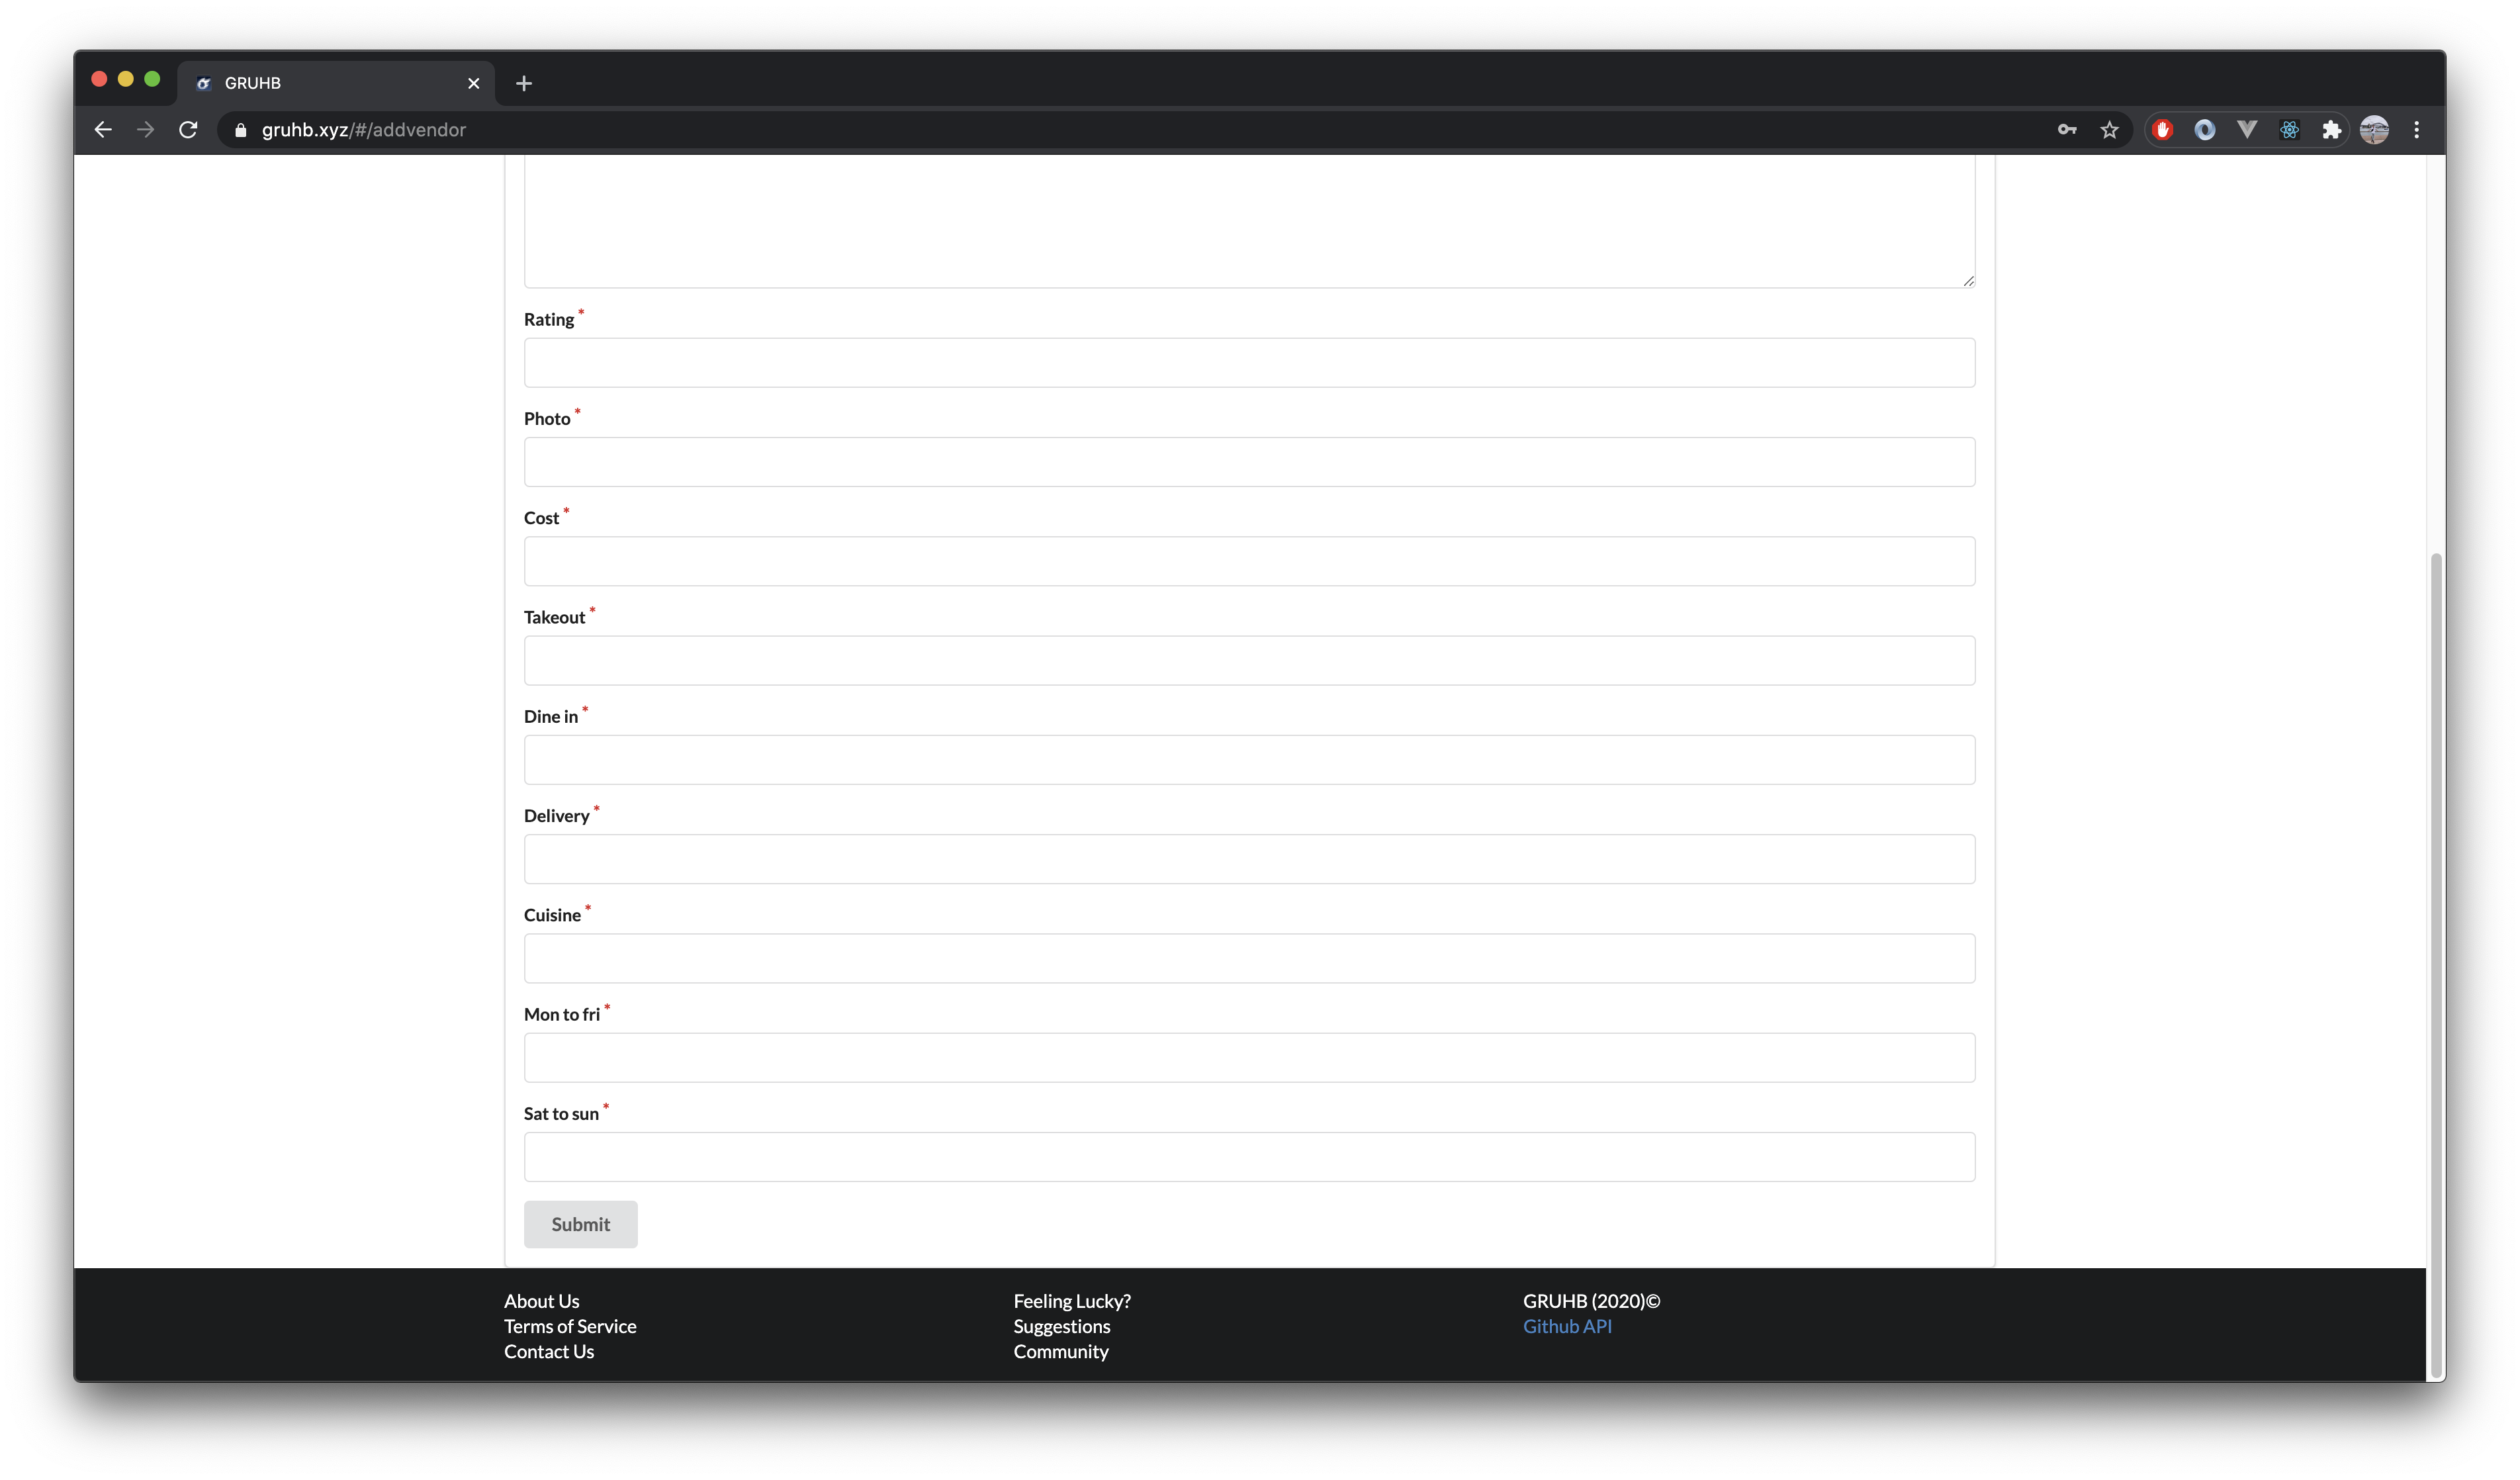 GRUHB
gruhb.xyz/#/addvendor
Rating *
Photo *
Cost *
Takeout *
Dine in *
Delivery *
Cuisine *
Mon to fri *
Sat to sun *
Submit
About Us
Terms of Service
Contact Us
Feeling Lucky?
Suggestions
Community
GRUHB (2020)©
Github API